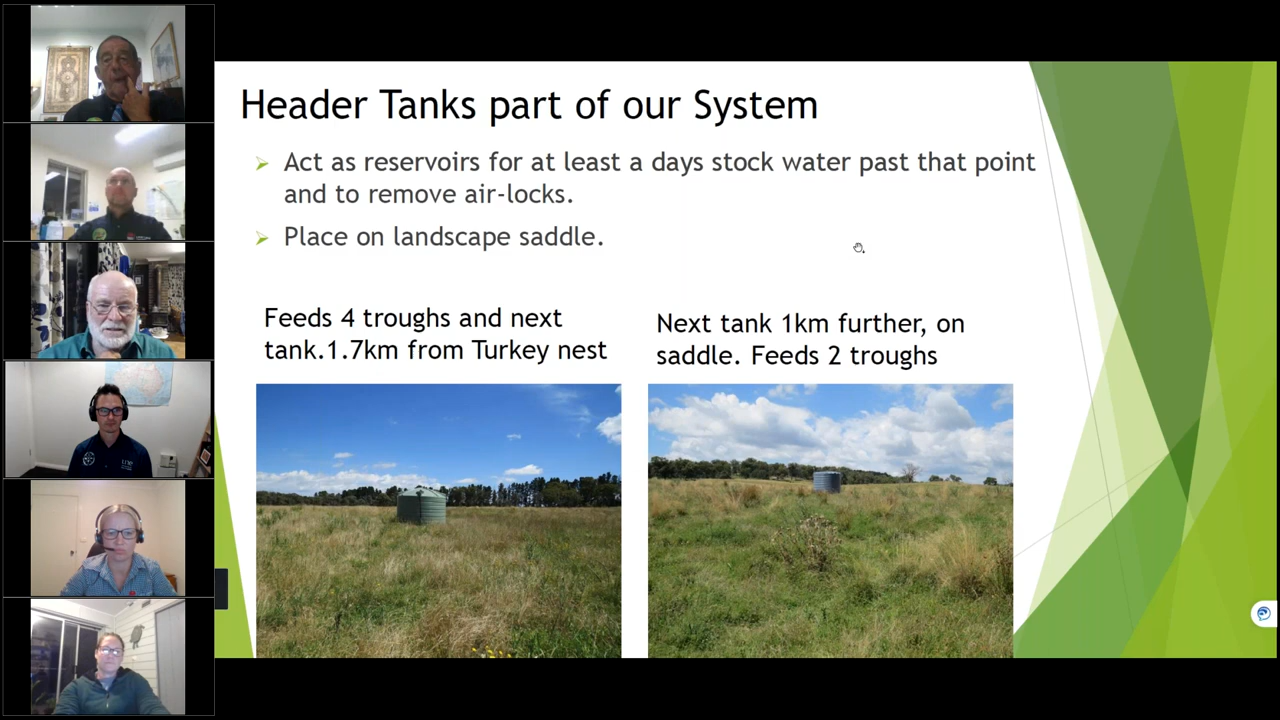 Header Tanks part of our System
Act as reservoirs for at least a days stock water past that point
and to remove air-locks.
Place on landscape saddle.
Feeds 4 troughs and next
tank.1.7km from Turkey nest
Next tank 1km further, on
saddle. Feeds 2 troughs